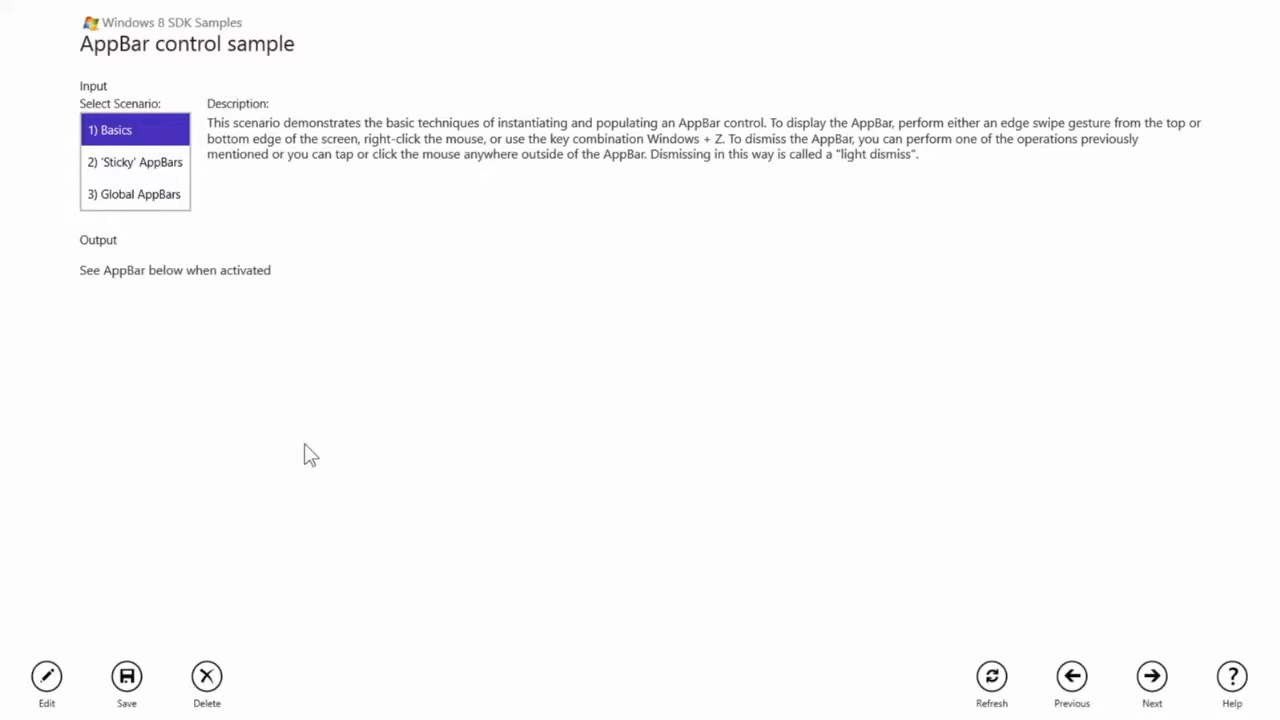 Windows 8 SDK Samples
AppBar control sample
Input
Select Scenario:
1) Basics
2) 'Sticky' AppBars
3) Global AppBars
Description:
This scenario demonstrates the basic techniques of instantiating and populating an AppBar control. To display the AppBar, perform either an edge swipe gesture from the top or
bottom edge of the screen, right-click the mouse, or use the key combination Windows + Z. To dismiss the AppBar, you can perform one of the operations previously
mentioned or you can tap or click the mouse anywhere outside of the AppBar. Dismissing in this way is called a "light dismiss".
Output
See AppBar below when activated
Edit
Save
Delete
Refresh
Previous
Next
?
Help